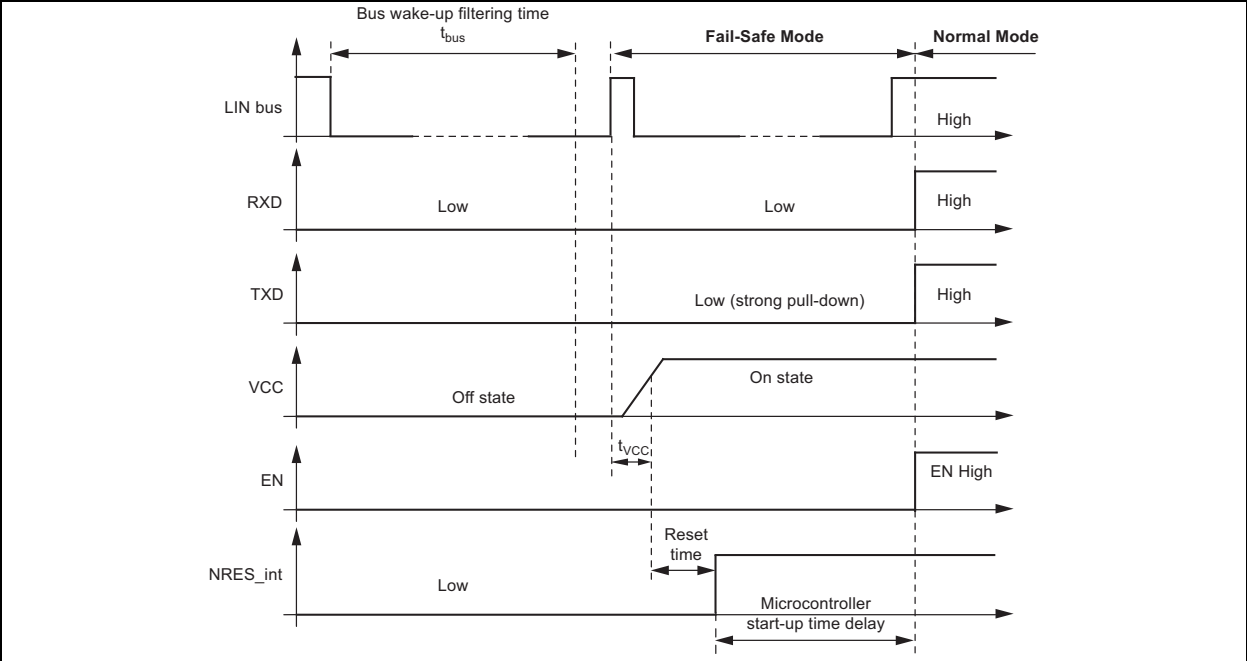 Bus wake-up filtering time
tbus
Fail-Safe Mode
Normal Mode
LIN bus
High
RXD
Low
Low
High
TXD
Low (strong pull-down)
High
VCC
Off state
On state
tVCC
EN
EN High
Reset
time
NRES_int
Low
Microcontroller
start-up time delay